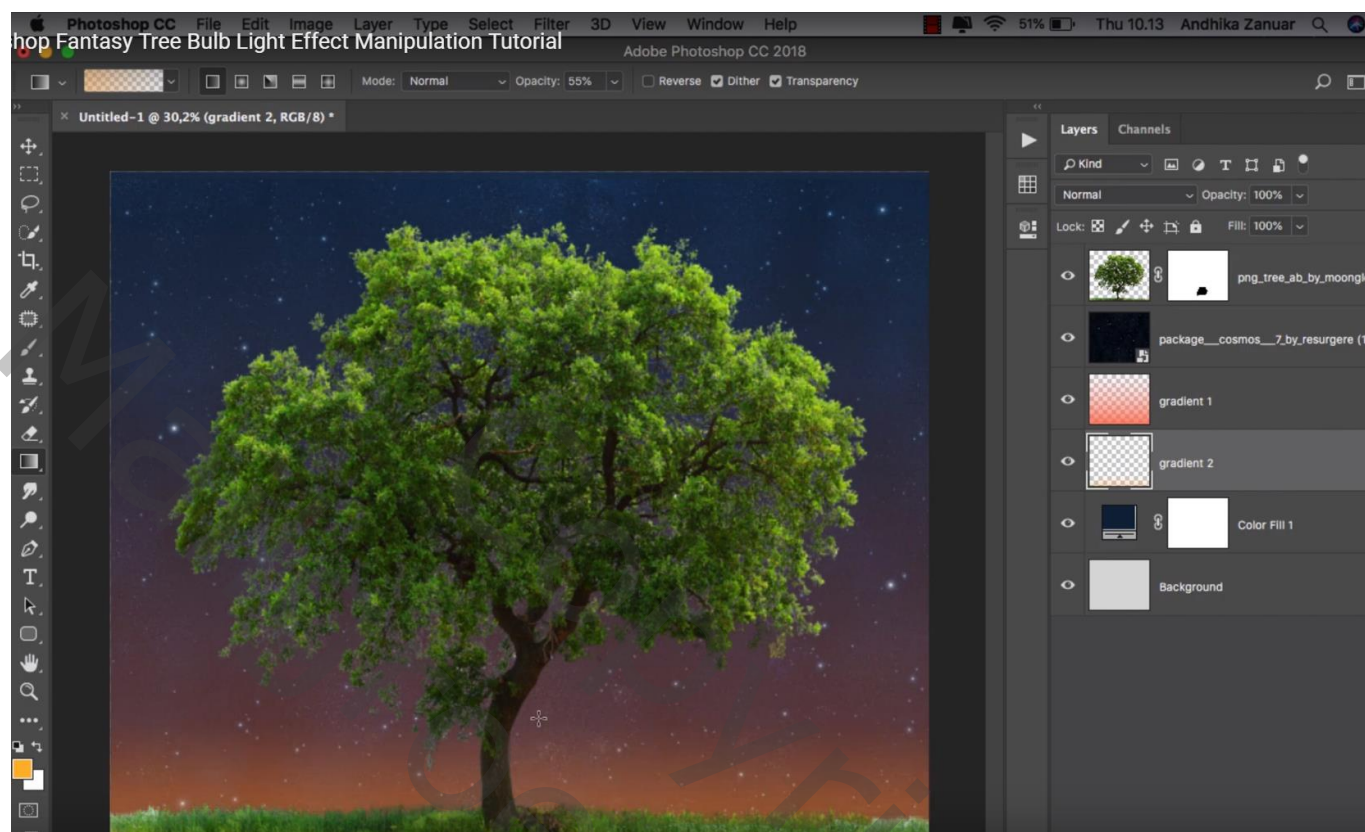 Photoshop CC File Edit Image Layer Type Select Filter 3D View Window Help 51% Thu 10.13 Andhika Zanuar
hop Fantasy Tree Bulb Light Effect Manipulation Tutorial
Adobe Photoshop CC 2018
Mode: Normal Opacity: 55% Reverse Dither Transparency
Untitled-1 @ 30,2% (gradient 2, RGB/8) *
Layers Channels
Kind
Normal Opacity: 100%
Lock: Fill: 100%
png_tree_ab_by_moongl
package__cosmos__7_by_resurgere (1
gradient 1
gradient 2
Color Fill 1
Background